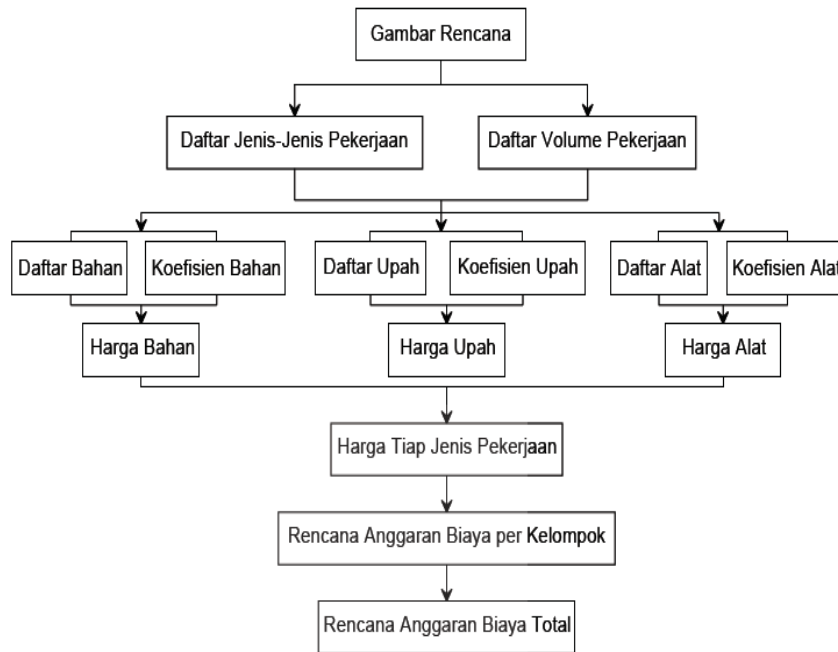 Gambar Rencana
Daftar Jenis-Jenis Pekerjaan
Daftar Volume Pekerjaan
Daftar Bahan
Koefisien Bahan
Daftar Upah
Koefisien Upah
Daftar Alat
Koefisien Alat
Harga Bahan
Harga Upah
Harga Alat
Harga Tiap Jenis Pekerjaan
Rencana Anggaran Biaya per Kelompok
Rencana Anggaran Biaya Total